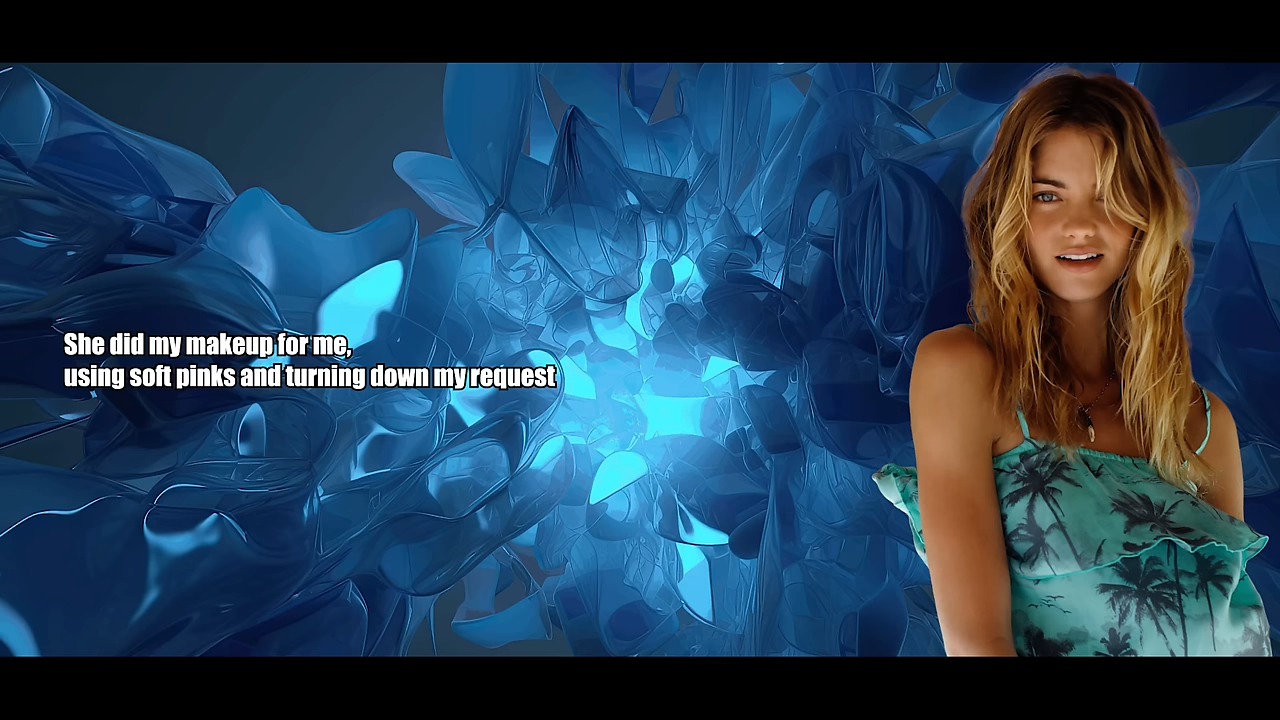 She did my makeup for me,
using soft pinks and turning down my request